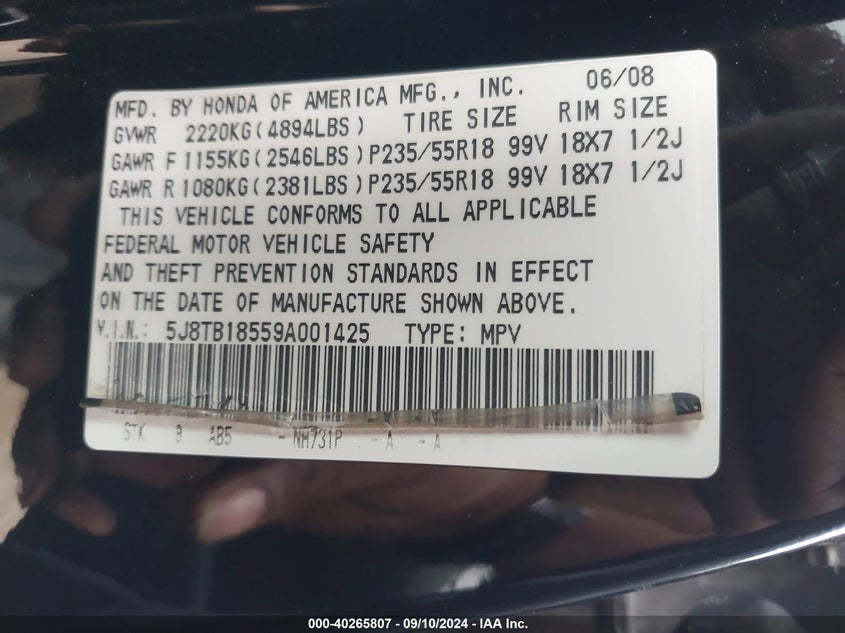 MFD. BY HONDA OF AMERICA MFG., INC. 06/08
GVWR 2220KG(4894LBS) TIRE SIZE RIM SIZE
GAWR F 1155KG(2546LBS)P235/55R18 99V 18X7 1/2J
GAWR R 1080KG(2381LBS)P235/55R18 99V 18X7 1/2J
THIS VEHICLE CONFORMS TO ALL APPLICABLE
FEDERAL MOTOR VEHICLE SAFETY
AND THEFT PREVENTION STANDARDS IN EFFECT
ON THE DATE OF MANUFACTURE SHOWN ABOVE.
V.I.N.: 5J8TB18559A001425 TYPE: MPV
STK 9 AB5 - NH731P - A - A
000-40265807 - 09/10/2024 - IAA Inc.